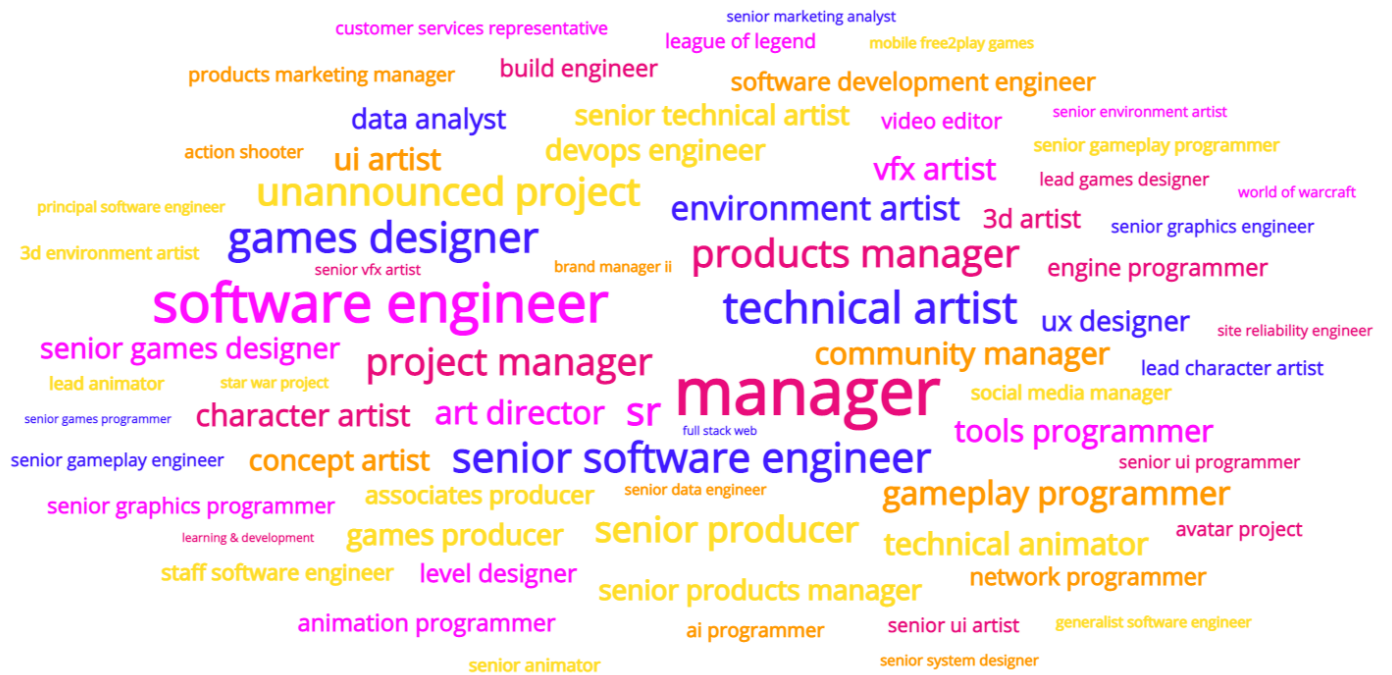 senior marketing analyst
customer services representative
league of legend
mobile free2play games
products marketing manager
build engineer
software development engineer
data analyst
senior technical artist
video editor
senior environment artist
action shooter
ui artist
devops engineer
vfx artist
senior gameplay programmer
unannounced project
lead games designer
world of warcraft
principal software engineer
environment artist
3d artist
senior graphics engineer
games designer
3d environment artist
senior vfx artist
brand manager ii
products manager
engine programmer
software engineer
technical artist
ux designer
site reliability engineer
senior games designer
project manager
community manager
lead character artist
lead animator
star war project
manager
social media manager
senior games programmer
character artist
art director
sr
full stack web
tools programmer
senior gameplay engineer
concept artist
senior software engineer
senior ui programmer
senior graphics programmer
associates producer
senior data engineer
gameplay programmer
learning & development
games producer
senior producer
technical animator
avatar project
staff software engineer
level designer
senior products manager
network programmer
animation programmer
ai programmer
senior ui artist
generalist software engineer
senior animator
senior system designer